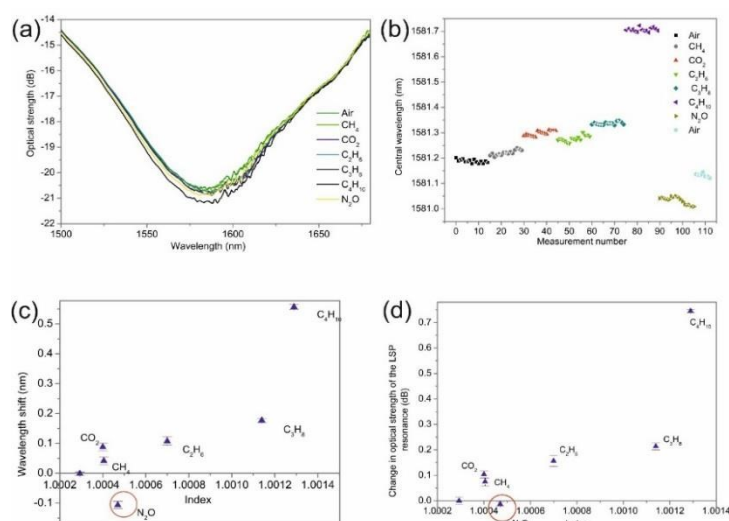 (a)
-14
-15
-16
-17
-18
-19
-20
-21
-22
Optical strength (dB)
1500
1550
1600
1650
Wavelength (nm)
Air
CH₄
CO₂
C₂H₆
C₃H₈
C₄H₁₀
N₂O
(b)
1581.7
1581.6
1581.5
1581.4
1581.3
1581.2
1581.1
1581.0
Central wavelength (nm)
0 10 20 30 40 50 60 70 80 90 100 110
Measurement number
Air
CH₄
CO₂
C₂H₆
C₃H₈
C₄H₁₀
N₂O
Air
(c)
0.5
0.4
0.3
0.2
0.1
0.0
-0.1
Wavelength shift (nm)
C₄H₁₀
C₃H₈
C₂H₆
CO₂
CH₄
N₂O
1.0002 1.0004 1.0006 1.0008 1.0010 1.0012 1.0014
Index
(d)
0.7
0.6
0.5
0.4
0.3
0.2
0.1
0.0
Change in optical strength of the LSP
resonance (dB)
C₄H₁₀
C₃H₈
C₂H₆
CO₂
CH₄
1.0002 1.0004 1.0006 1.0008 1.0010 1.0012 1.0014